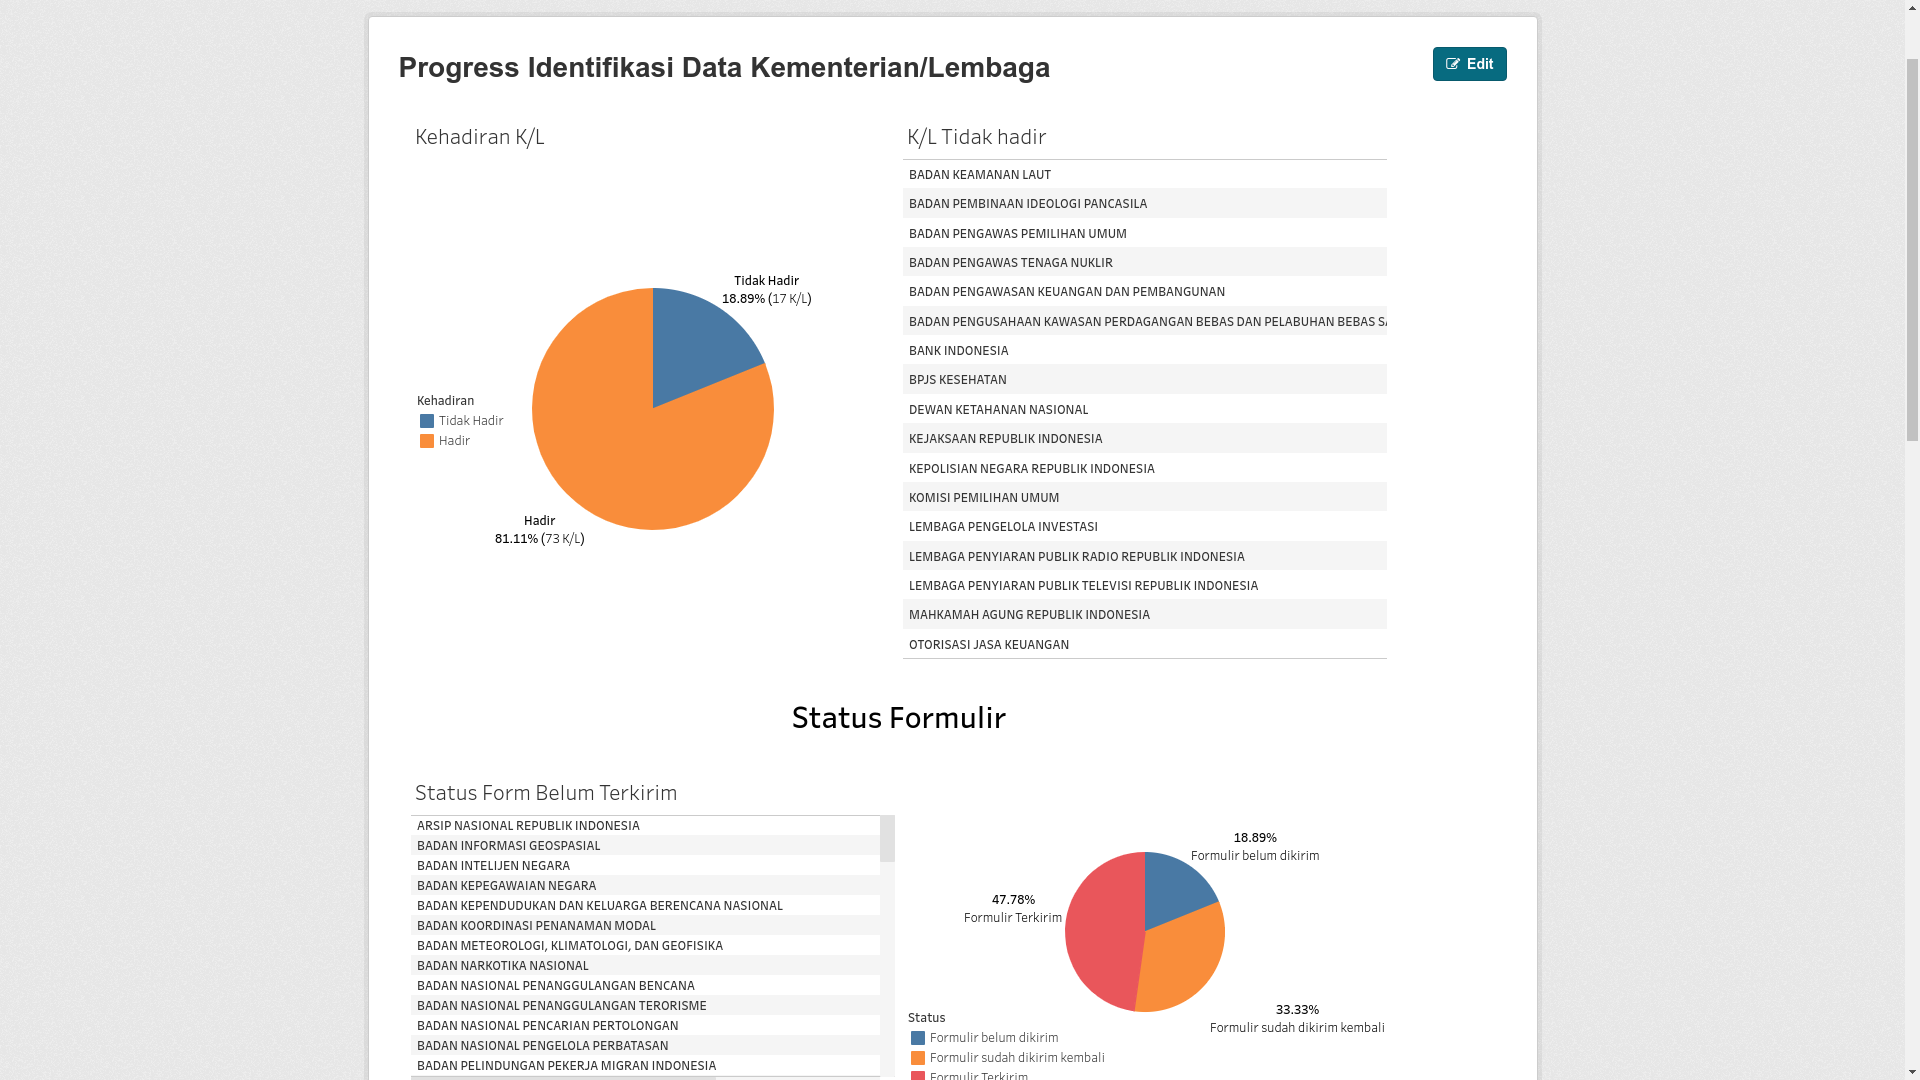 Progress Identifikasi Data Kementerian/Lembaga
Edit
Kehadiran K/L
Tidak Hadir
18.89% (17 K/L)
Kehadiran
Tidak Hadir
Hadir
Hadir
81.11% (73 K/L)
K/L Tidak hadir
BADAN KEAMANAN LAUT
BADAN PEMBINAAN IDEOLOGI PANCASILA
BADAN PENGAWAS PEMILIHAN UMUM
BADAN PENGAWAS TENAGA NUKLIR
BADAN PENGAWASAN KEUANGAN DAN PEMBANGUNAN
BADAN PENGUSAHAAN KAWASAN PERDAGANGAN BEBAS DAN PELABUHAN BEBAS
BANK INDONESIA
BPJS KESEHATAN
DEWAN KETAHANAN NASIONAL
KEJAKSAAN REPUBLIK INDONESIA
KEPOLISIAN NEGARA REPUBLIK INDONESIA
KOMISI PEMILIHAN UMUM
LEMBAGA PENGELOLA INVESTASI
LEMBAGA PENYIARAN PUBLIK RADIO REPUBLIK INDONESIA
LEMBAGA PENYIARAN PUBLIK TELEVISI REPUBLIK INDONESIA
MAHKAMAH AGUNG REPUBLIK INDONESIA
OTORISASI JASA KEUANGAN
Status Formulir
Status Form Belum Terkirim
ARSIP NASIONAL REPUBLIK INDONESIA
BADAN INFORMASI GEOSPASIAL
BADAN INTELIJEN NEGARA
BADAN KEPEGAWAIAN NEGARA
BADAN KEPENDUDUKAN DAN KELUARGA BERENCANA NASIONAL
BADAN KOORDINASI PENANAMAN MODAL
BADAN METEOROLOGI, KLIMATOLOGI, DAN GEOFISIKA
BADAN NARKOTIKA NASIONAL
BADAN NASIONAL PENANGGULANGAN BENCANA
BADAN NASIONAL PENANGGULANGAN TERORISME
BADAN NASIONAL PENCARIAN PERTOLONGAN
BADAN NASIONAL PENGELOLA PERBATASAN
BADAN PELINDUNGAN PEKERJA MIGRAN INDONESIA
18.89%
Formulir belum dikirim
47.78%
Formulir Terkirim
33.33%
Formulir sudah dikirim kembali
Status
Formulir belum dikirim
Formulir sudah dikirim kembali
Formulir Terkirim